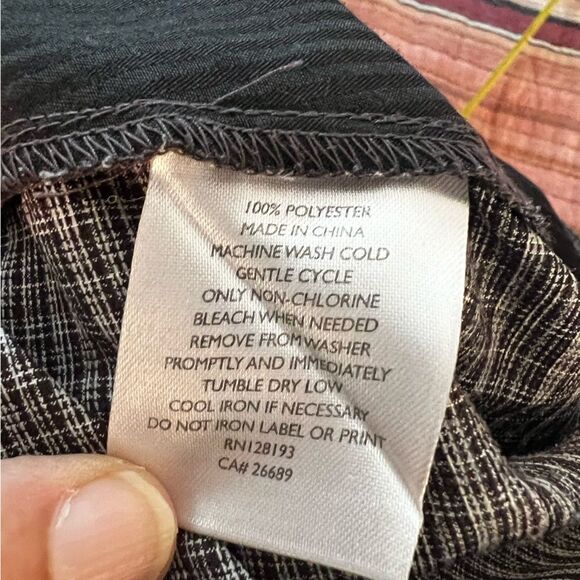 100% POLYESTER
MADE IN CHINA
MACHINE WASH COLD
GENTLE CYCLE
ONLY NON-CHLORINE
BLEACH WHEN NEEDED
REMOVE FROM WASHER
PROMPTLY AND IMMEDIATELY
TUMBLE DRY LOW
COOL IRON IF NECESSARY
DO NOT IRON LABEL OR PRINT
RN128193
CA# 26689